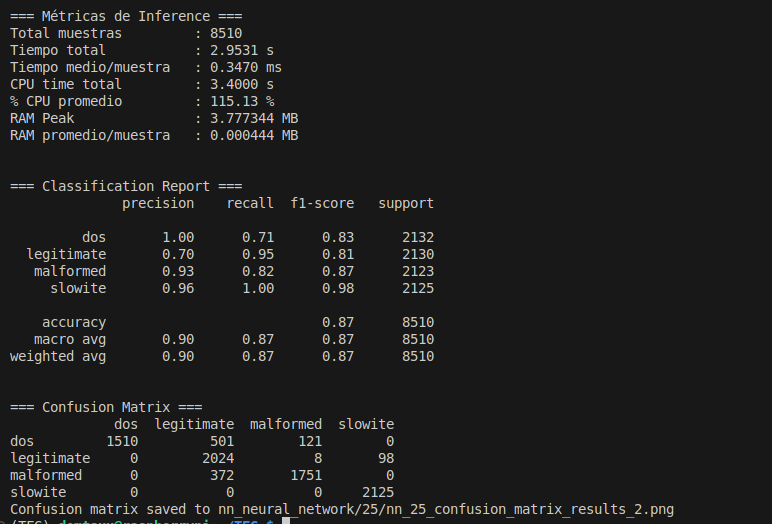 === Métricas de Inference ===
Total muestras : 8510
Tiempo total : 2.9531 s
Tiempo medio/muestra : 0.3470 ms
CPU time total : 3.4000 s
% CPU promedio : 115.13 %
RAM Peak : 3.777344 MB
RAM promedio/muestra : 0.000444 MB
=== Classification Report ===
precision recall f1-score support
dos 1.00 0.71 0.83 2132
legitimate 0.70 0.95 0.81 2130
malformed 0.93 0.82 0.87 2123
slowite 0.96 1.00 0.98 2125
accuracy 0.87 8510
macro avg 0.90 0.87 0.87 8510
weighted avg 0.90 0.87 0.87 8510
=== Confusion Matrix ===
dos legitimate malformed slowite
dos 1510 501 121 0
legitimate 0 2024 8 98
malformed 0 372 1751 0
slowite 0 0 0 2125
Confusion matrix saved to nn_neural_network/25/nn_25_confusion_matrix_results_2.png